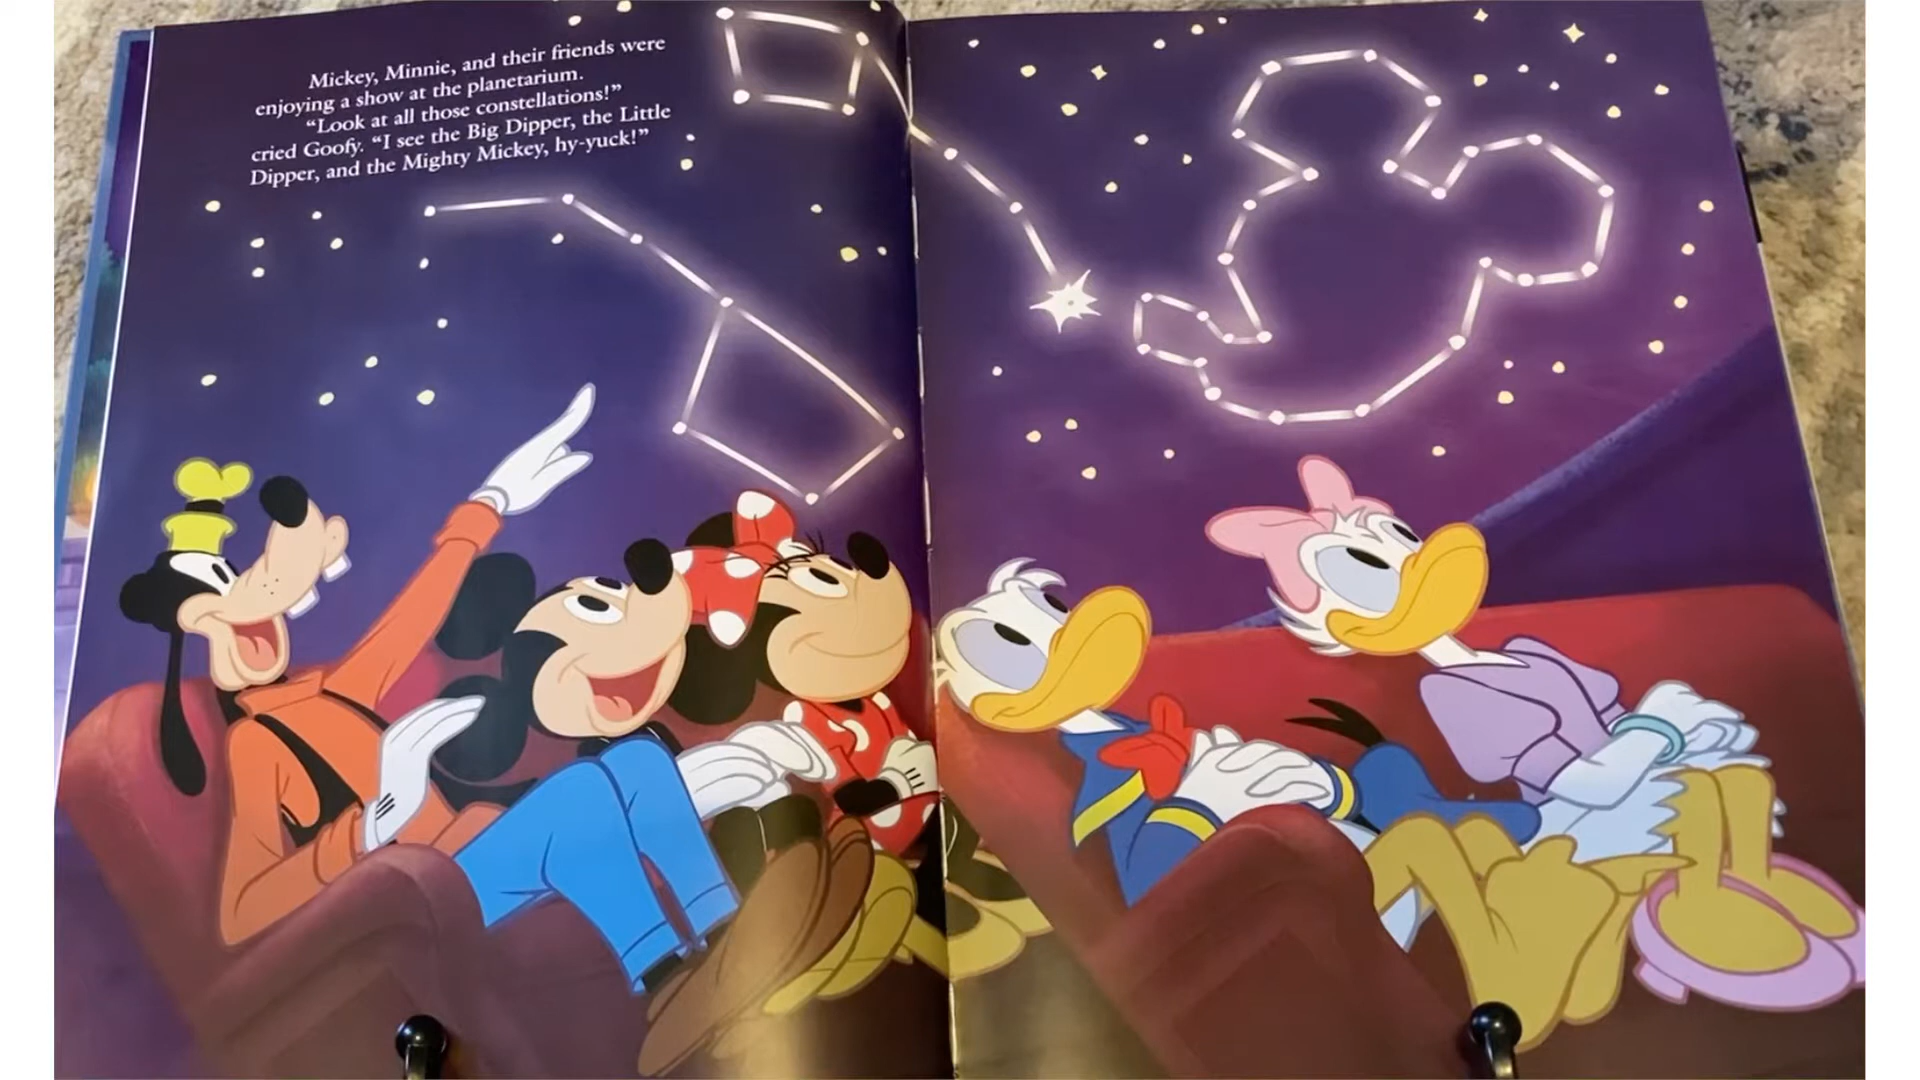 Mickey, Minnie, and their friends were
enjoying a show at the planetarium.
“Look at all those constellations!”
cried Goofy. “I see the Big Dipper, the Little
Dipper, and the Mighty Mickey, hy-yuck!”